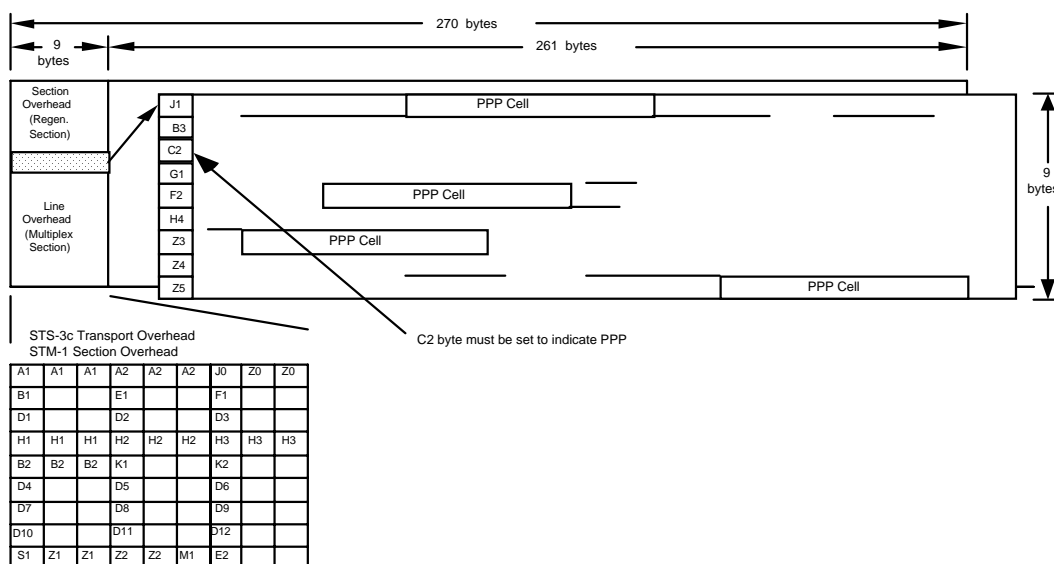 270 bytes
9
bytes
261 bytes
Section
Overhead
(Regen.
Section)
Line
Overhead
(Multiplex
Section)
J1
B3
C2
G1
F2
H4
Z3
Z4
Z5
PPP Cell
PPP Cell
PPP Cell
PPP Cell
9
bytes
C2 byte must be set to indicate PPP
STS-3c Transport Overhead
STM-1 Section Overhead
A1 A1 A1 A2 A2 A2 J0 Z0 Z0
B1 E1 F1
D1 D2 D3
H1 H1 H1 H2 H2 H2 H3 H3 H3
B2 B2 B2 K1 K2
D4 D5 D6
D7 D8 D9
D10 D11 D12
S1 Z1 Z1 Z2 Z2 M1 E2